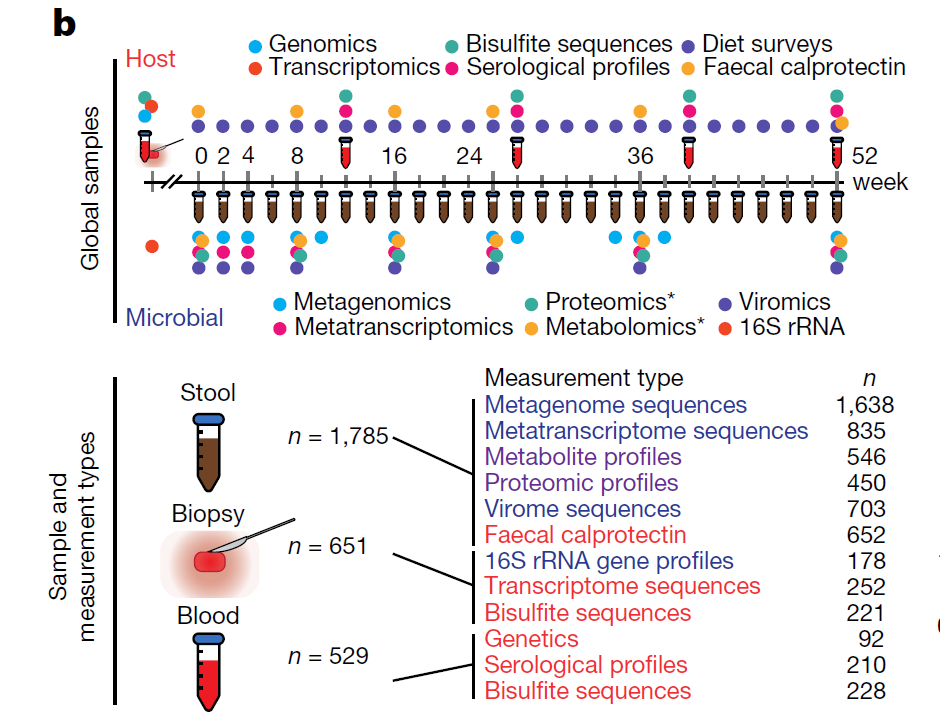 b
Genomics Bisulfite sequences Diet surveys
Host
Transcriptomics Serological profiles Faecal calprotectin
Global samples
0 2 4 8 16 24 36 52
week
Metagenomics Proteomics* Viromics
Microbial
Metatranscriptomics Metabolomics* 16S rRNA
Sample and
measurement types
Stool
n = 1,785
Biopsy
n = 651
Blood
n = 529
Measurement type n
Metagenome sequences 1,638
Metatranscriptome sequences 835
Metabolite profiles 546
Proteomic profiles 450
Virome sequences 703
Faecal calprotectin 652
16S rRNA gene profiles 178
Transcriptome sequences 252
Bisulfite sequences 221
Genetics 92
Serological profiles 210
Bisulfite sequences 228